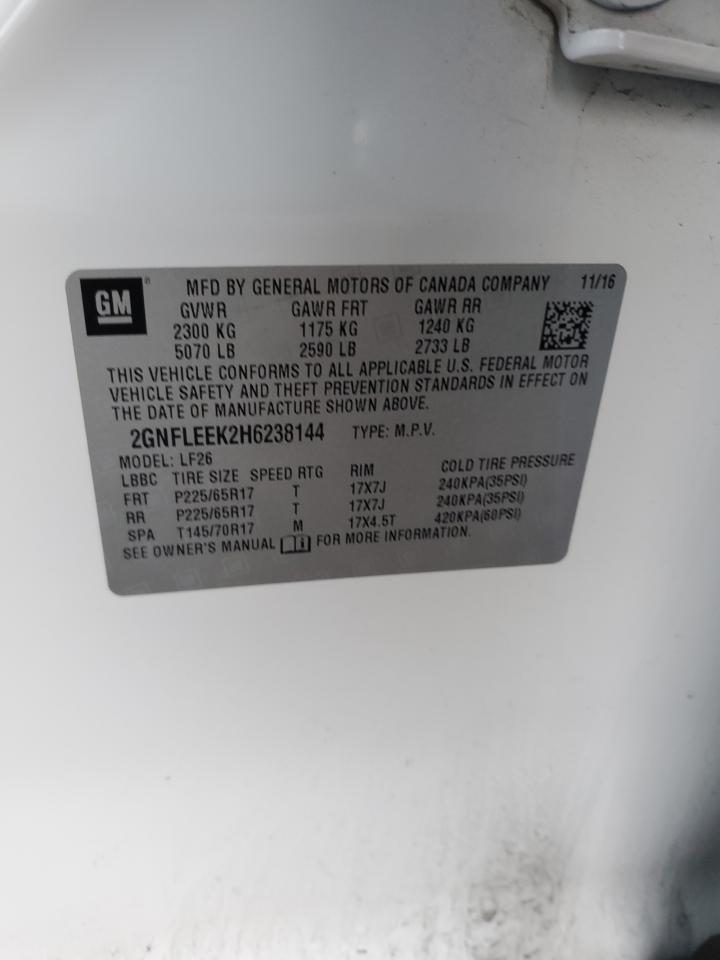 GM ® MFD BY GENERAL MOTORS OF CANADA COMPANY 11/16
GVWR GAWR FRT GAWR RR
2300 KG 1175 KG 1240 KG
5070 LB 2590 LB 2733 LB
THIS VEHICLE CONFORMS TO ALL APPLICABLE U.S. FEDERAL MOTOR
VEHICLE SAFETY AND THEFT PREVENTION STANDARDS IN EFFECT ON
THE DATE OF MANUFACTURE SHOWN ABOVE.
2GNFLEEK2H6238144 TYPE: M.P.V.
MODEL: LF26
LBBC TIRE SIZE SPEED RTG RIM COLD TIRE PRESSURE
FRT P225/65R17 T 17X7J 240KPA(35PSI)
RR P225/65R17 T 17X7J 240KPA(35PSI)
SPA T145/70R17 M 17X4.5T 420KPA(60PSI)
SEE OWNER'S MANUAL FOR MORE INFORMATION.